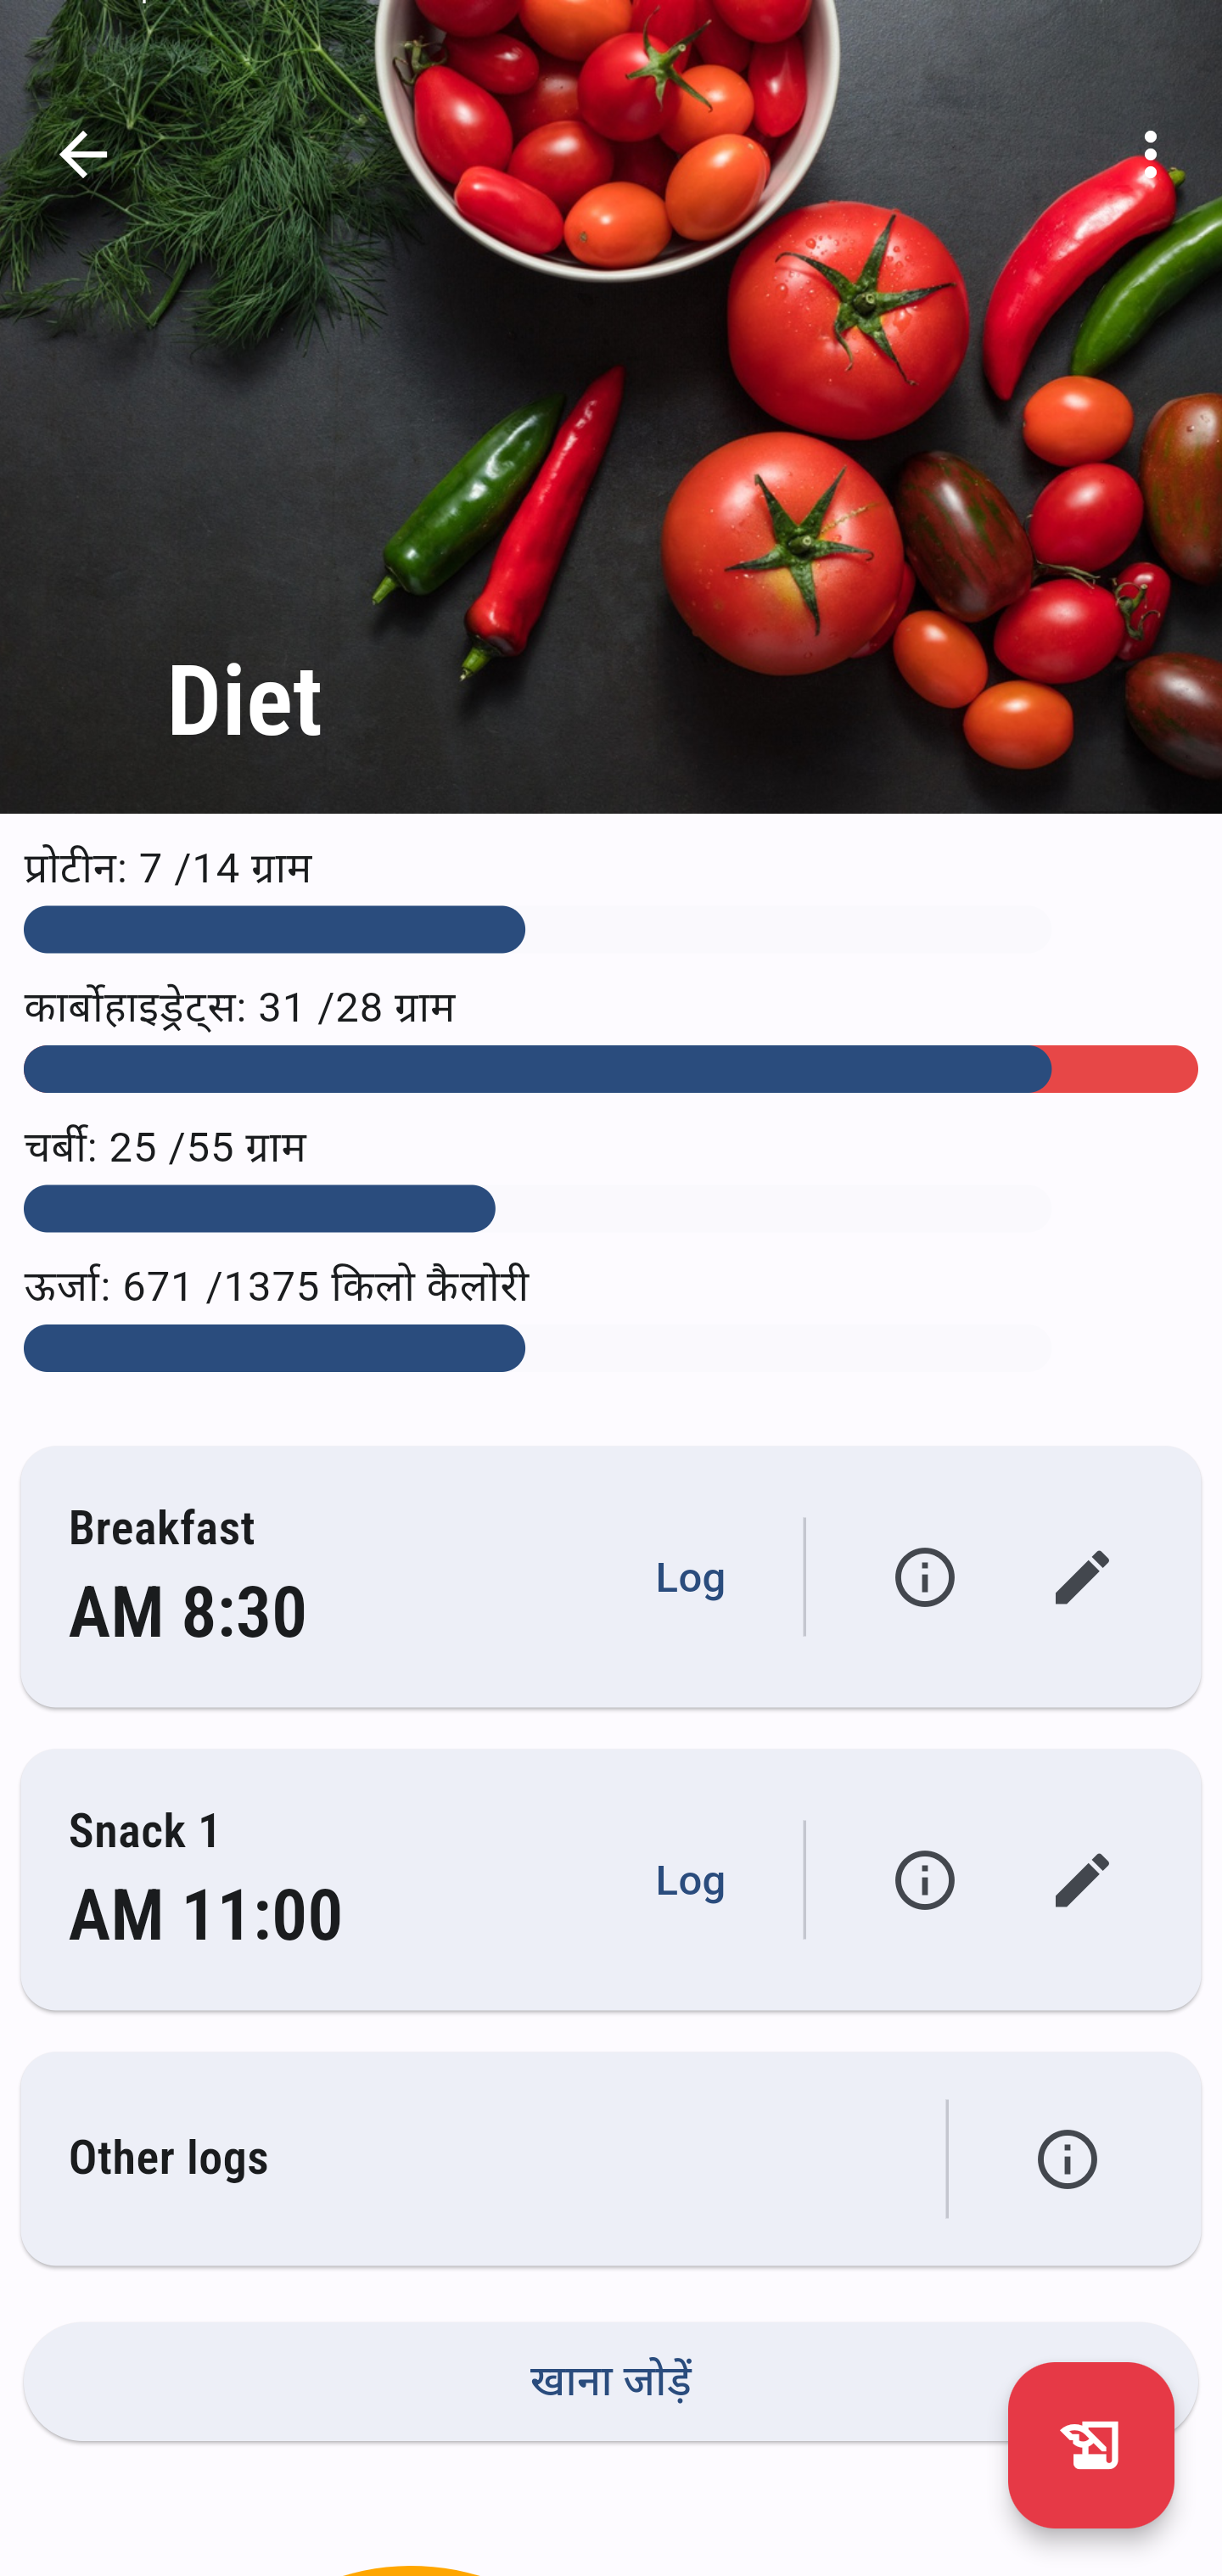 Diet
प्रोटीन: 7 /14 ग्राम
कार्बोहाइड्रेट्स: 31 /28 ग्राम
चर्बी: 25 /55 ग्राम
ऊर्जा: 671 /1375 किलो कैलोरी
Breakfast
AM 8:30
Log
Snack 1
AM 11:00
Log
Other logs
खाना जोड़ें